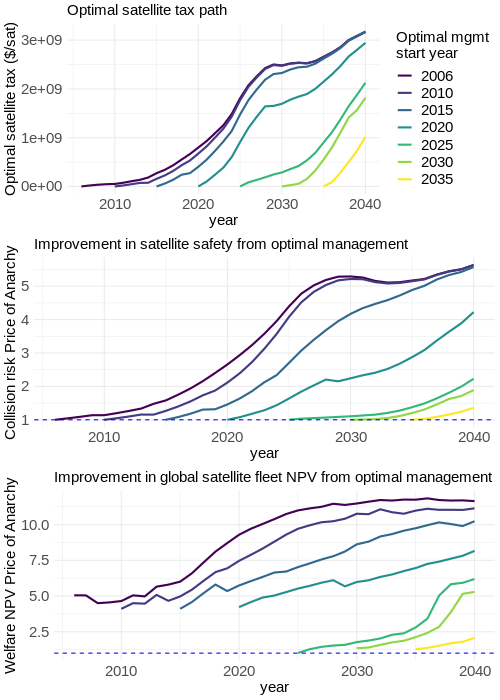 Optimal satellite tax path
Optimal satellite tax ($/sat)
3e+09
2e+09
1e+09
0e+00
2010
2020
2030
2040
year
Optimal mgmt
start year
2006
2010
2015
2020
2025
2030
2035
Improvement in satellite safety from optimal management
Collision risk Price of Anarchy
5
4
3
2
1
2010
2020
2030
2040
year
Improvement in global satellite fleet NPV from optimal management
Welfare NPV Price of Anarchy
10.0
7.5
5.0
2.5
2010
2020
2030
2040
year